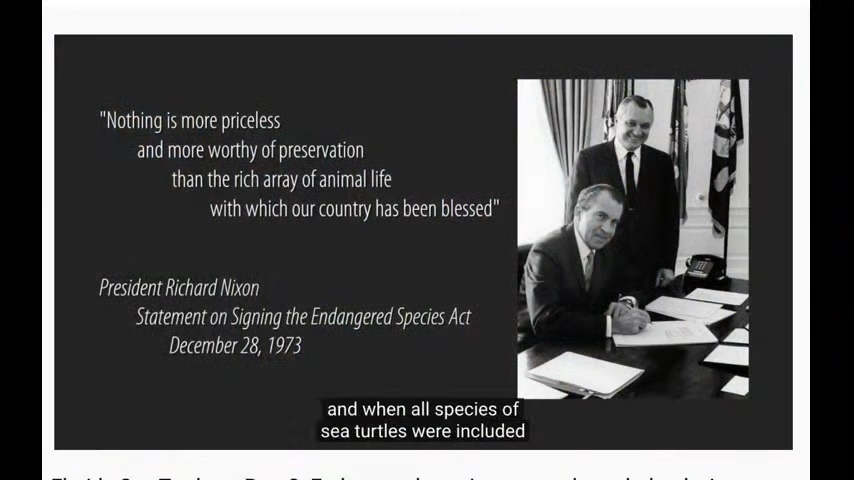 "Nothing is more priceless
and more worthy of preservation
than the rich array of animal life
with which our country has been blessed"
President Richard Nixon
Statement on Signing the Endangered Species Act
December 28, 1973
and when all species of
sea turtles were included